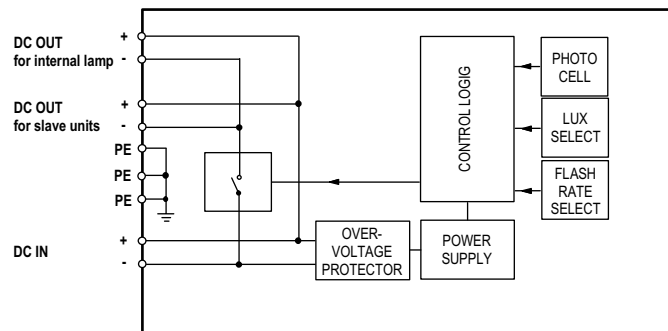 DC OUT
for internal lamp
+
-
DC OUT
for slave units
+
-
PE
PE
PE
DC IN
+
-
CONTROL LOGIG
PHOTO
CELL
LUX
SELECT
FLASH
RATE
SELECT
OVER-
VOLTAGE
PROTECTOR
POWER
SUPPLY